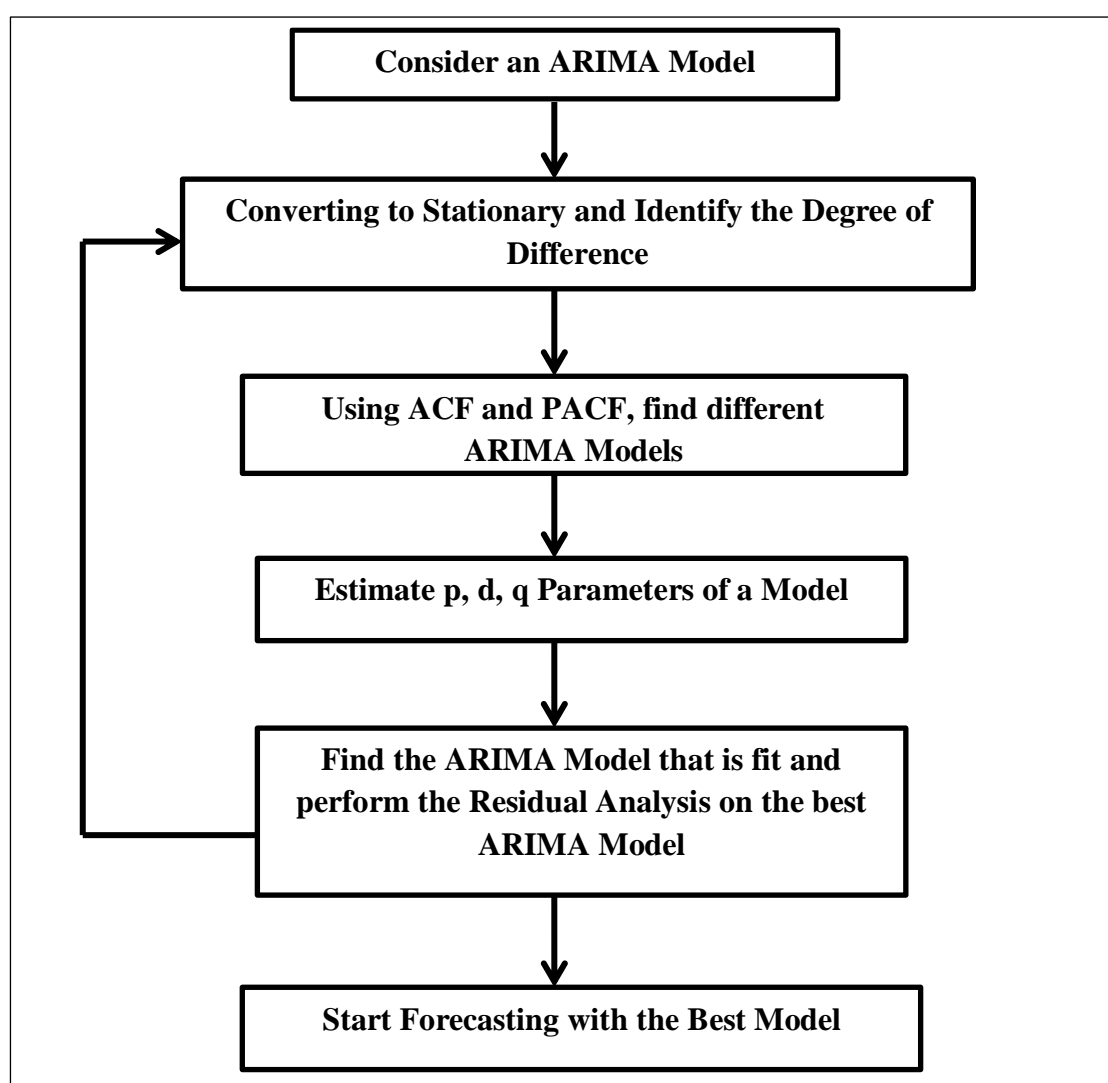 Consider an ARIMA Model
Converting to Stationary and Identify the Degree of
Difference
Using ACF and PACF, find different
ARIMA Models
Estimate p, d, q Parameters of a Model
Find the ARIMA Model that is fit and
perform the Residual Analysis on the best
ARIMA Model
Start Forecasting with the Best Model